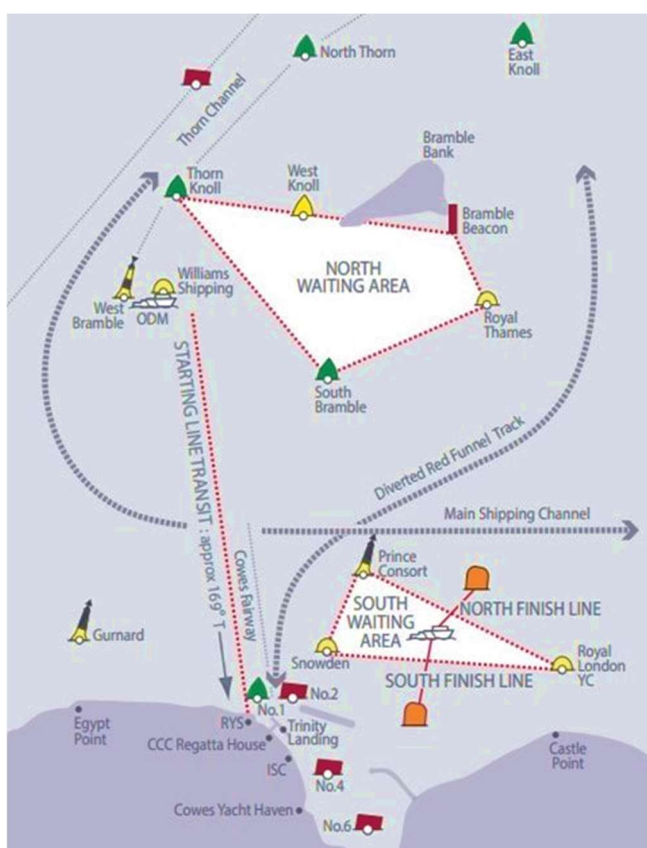 North Thorn
East
Knoll
Thorn Channel
Bramble
Bank
Thorn
Knoll
West
Knoll
Bramble
Beacon
NORTH
WAITING AREA
Williams
Shipping
West
Bramble
ODM
Royal
Thames
South
Bramble
STARTING LINE TRANSIT : approx 169° T
Diverted Red Funnel Track
Main Shipping Channel
Cowes Fairway
Prince
Consort
NORTH FINISH LINE
SOUTH
WAITING
AREA
Gurnard
Snowden
Royal
London
YC
SOUTH FINISH LINE
No.1
No.2
Egypt
Point
RYS
Trinity
Landing
CCC Regatta House
ISC
Castle
Point
No.4
Cowes Yacht Haven
No.6